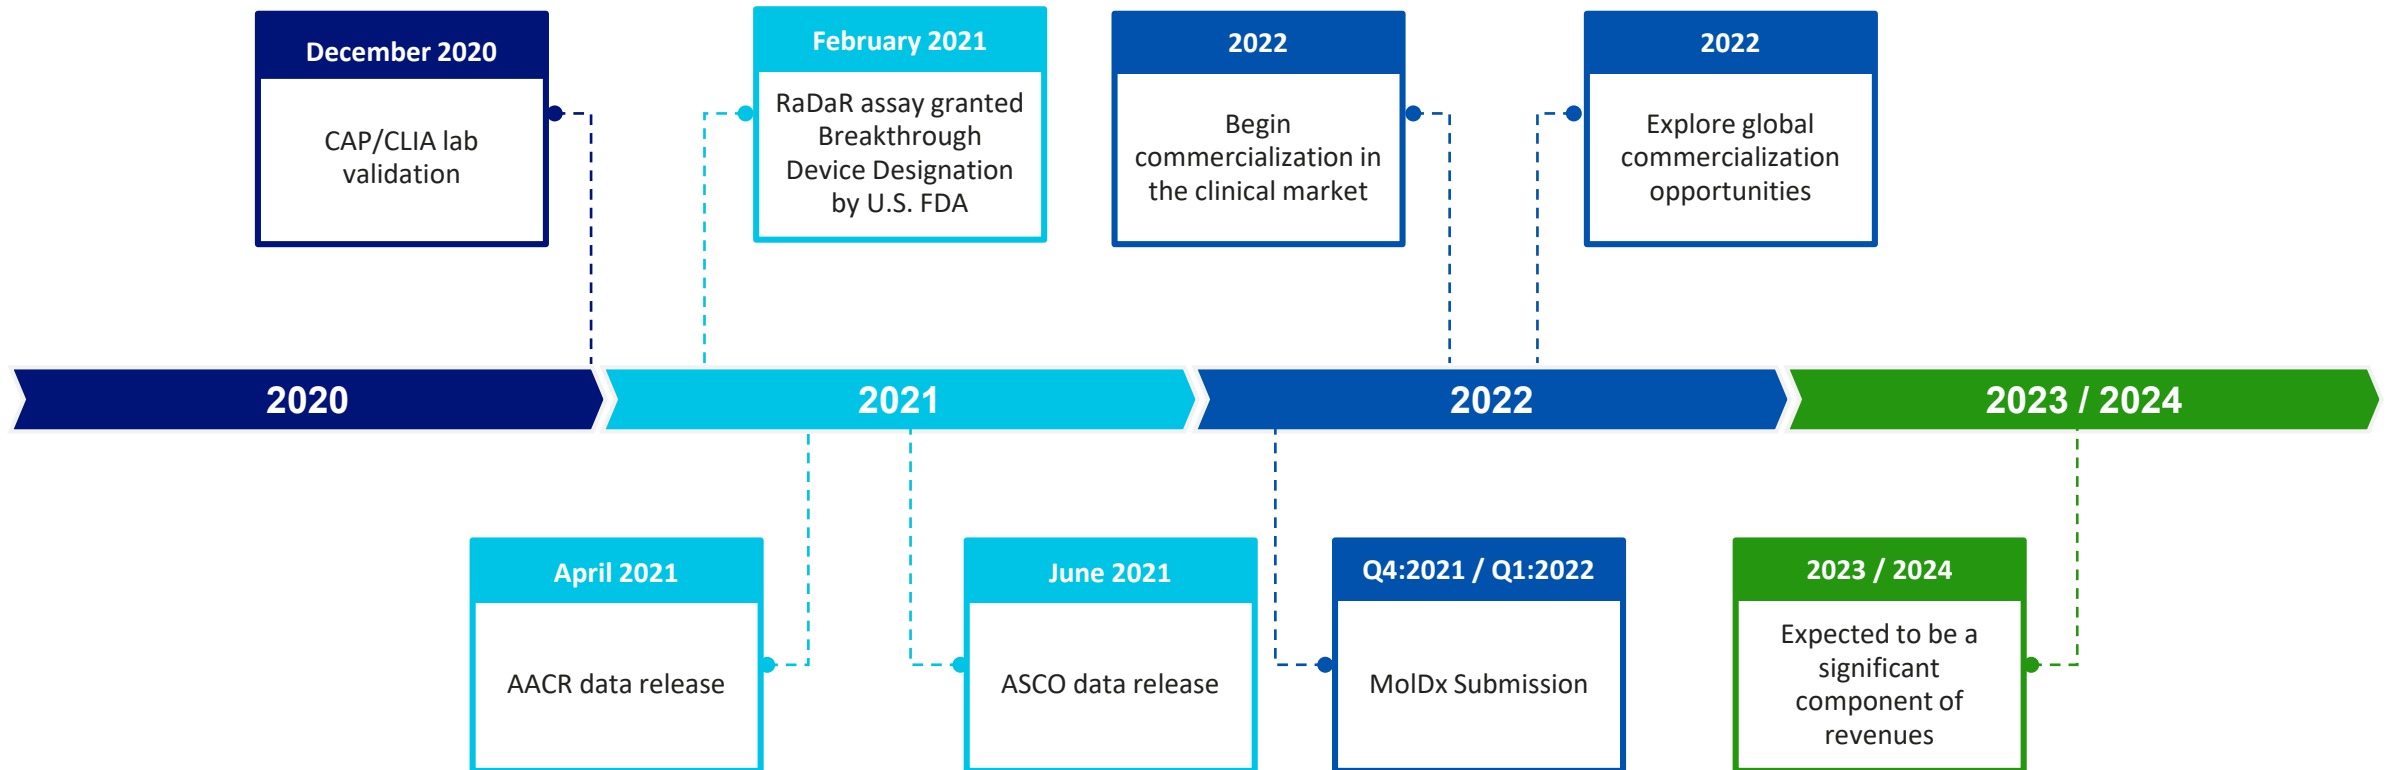 December 2020
CAP/CLIA lab
validation
February 2021
RaDaR assay granted
Breakthrough
Device Designation
by U.S. FDA
2022
Begin
commercialization in
the clinical market
2022
Explore global
commercialization
opportunities
2020
2021
2022
2023 / 2024
April 2021
AACR data release
June 2021
ASCO data release
Q4:2021 / Q1:2022
MolDx Submission
2023 / 2024
Expected to be a
significant
component of
revenues